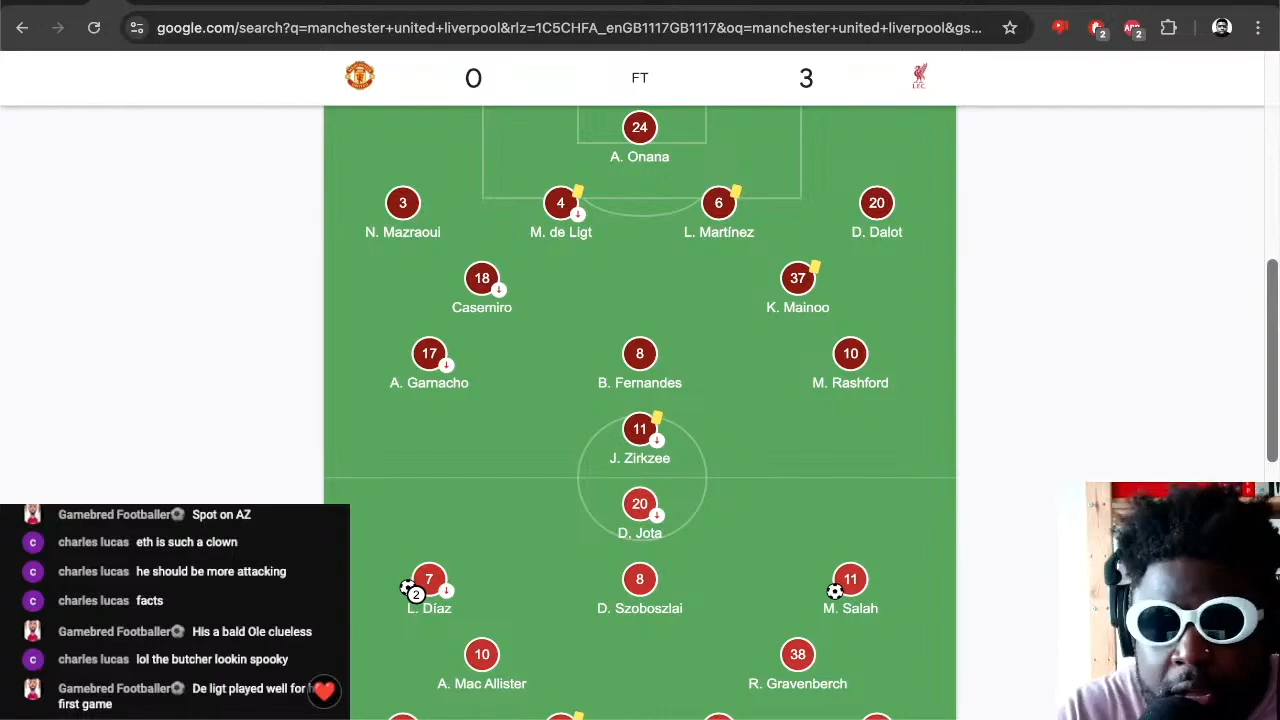 google.com/search?q=manchester+united+liverpool&rlz=1C5CHFA_enGB1117GB1117&oq=manchester+united+liverpool&gs...
2
2
0
FT
3
L.F.C.
24
A. Onana
3
4
6
20
N. Mazraoui
M. de Ligt
L. Martínez
D. Dalot
18
37
Casemiro
K. Mainoo
17
8
10
A. Garnacho
B. Fernandes
M. Rashford
11
J. Zirkzee
20
D. Jota
7
8
11
2
L. Díaz
D. Szoboszlai
M. Salah
10
38
A. Mac Allister
R. Gravenberch
Gamebred Footballer Spot on AZ
c charles lucas eth is such a clown
c charles lucas he should be more attacking
c charles lucas facts
Gamebred Footballer His a bald Ole clueless
c charles lucas lol the butcher lookin spooky
Gamebred Footballer De ligt played well for
first game